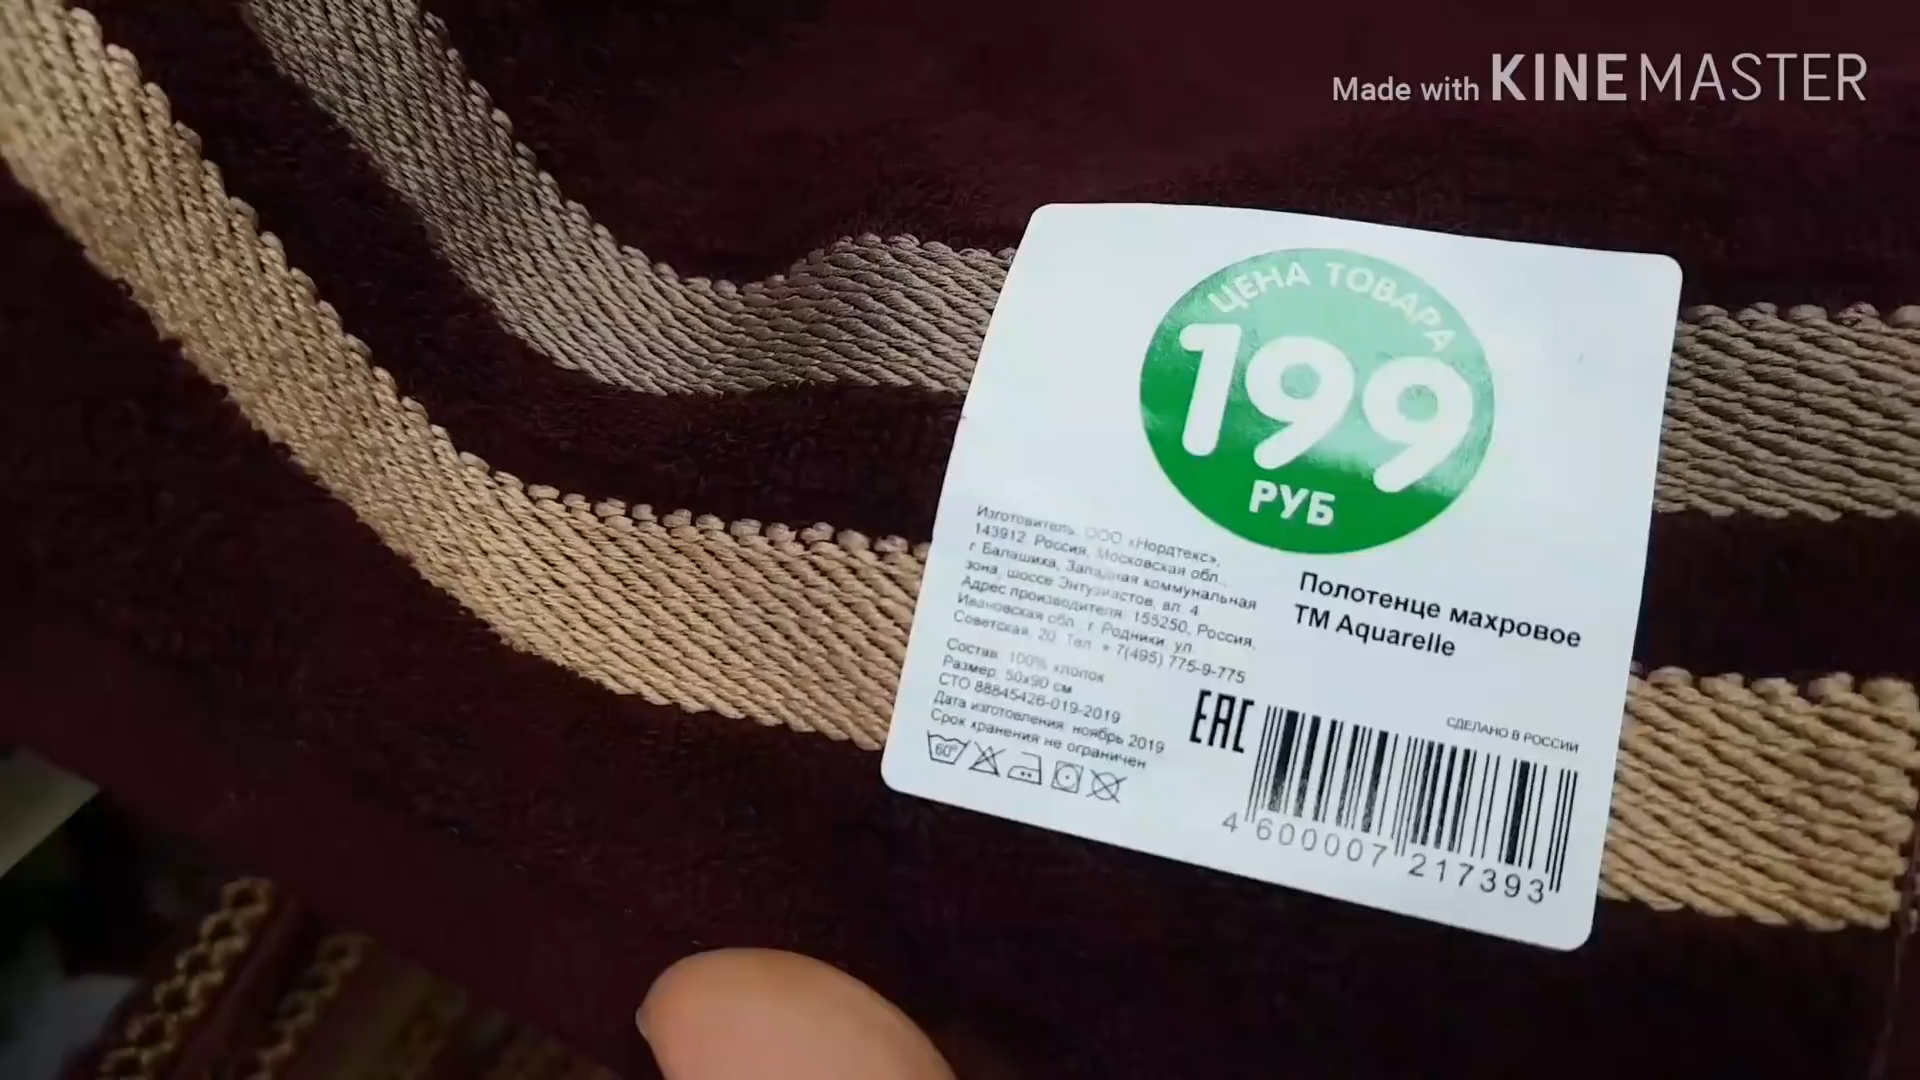 Made with KINEMASTER
ЦЕНА ТОВАРА
199
РУБ
Изготовитель: ООО «Нордтекс»,
143912, Россия, Московская обл.,
г. Балашиха, Западная коммунальная
зона, шоссе Энтузиастов, вл. 4
Адрес производителя: 155250, Россия,
Ивановская обл., г. Родники, ул.
Советская, 20. Тел. + 7(495) 775-9-775
Состав: 100% хлопок
Размер: 50x90 см
СТО 88845426-019-2019
Дата изготовления: ноябрь 2019
Срок хранения не ограничен
60°
Полотенце махровое
ТМ Aquarelle
EAC
СДЕЛАНО В РОССИИ
4 600007 217393